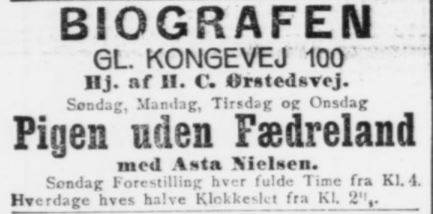 BIOGRAFEN
GL. KONGEVEJ 100
Hj. af H. C. Ørstedsvej.
Søndag, Mandag, Tirsdag og Onsdag
Pigen uden Fædreland
med Asta Nielsen.
Søndag Forestilling hver fulde Time fra Kl. 4.
Hverdage hves halve Klokkeslet fra Kl.